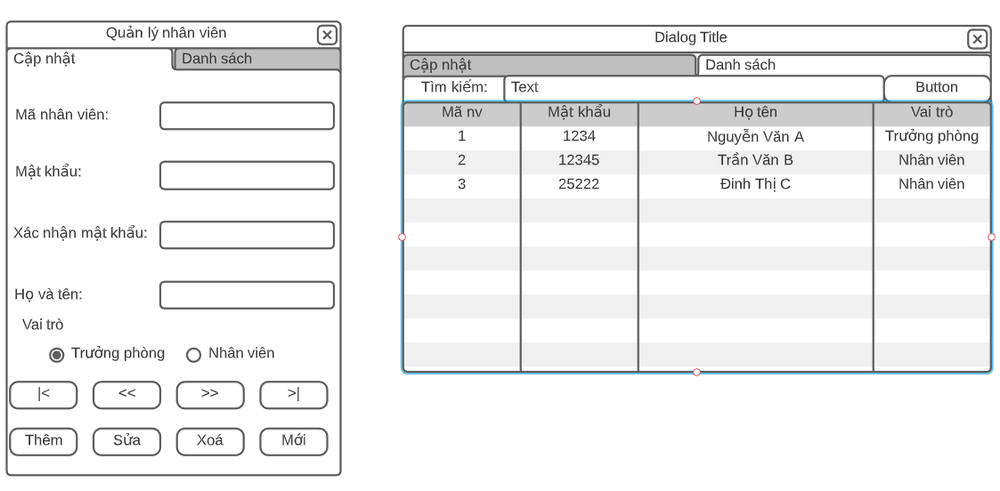 Quản lý nhân viên
Cập nhật Danh sách
Mã nhân viên:
Mật khẩu:
Xác nhận mật khẩu:
Họ và tên:
Vai trò
Trưởng phòng Nhân viên
|< << >> >|
Thêm Sửa Xoá Mới
Dialog Title
Cập nhật Danh sách
Tìm kiếm: Text Button
Mã nv Mật khẩu Họ tên Vai trò
1 1234 Nguyễn Văn A Trưởng phòng
2 12345 Trần Văn B Nhân viên
3 25222 Đinh Thị C Nhân viên